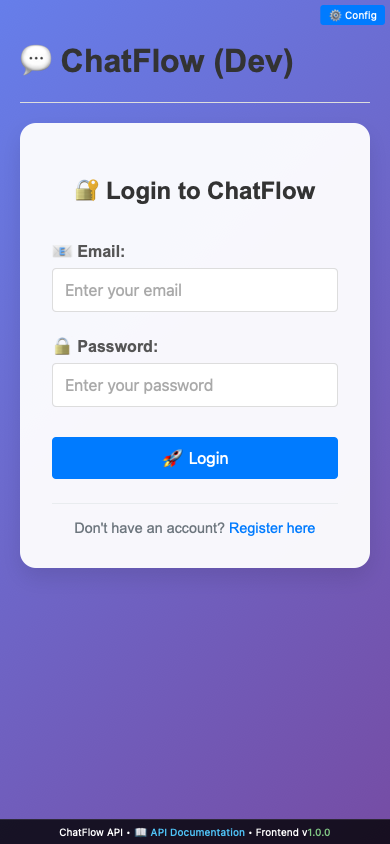 ⚙️ Config
💬 ChatFlow (Dev)
🔐 Login to ChatFlow
📧 Email:
Enter your email
🔒 Password:
Enter your password
🚀 Login
Don't have an account? Register here
ChatFlow API • 📖 API Documentation • Frontend v1.0.0